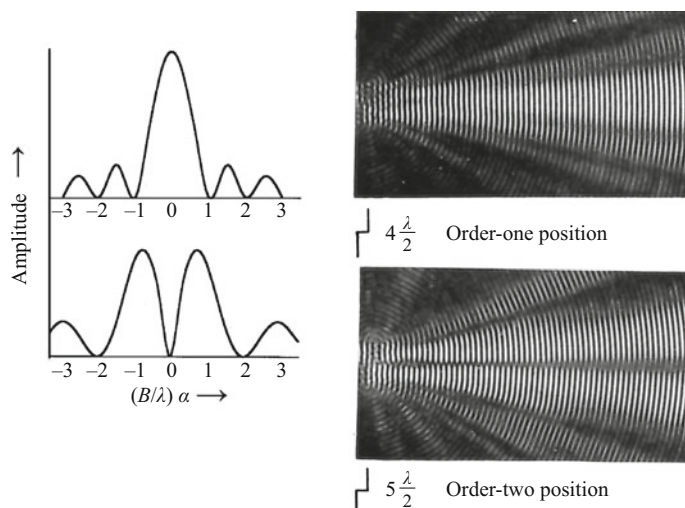 Amplitude →
–3 –2 –1 0 1 2 3
–3 –2 –1 0 1 2 3
(B/λ) α →
4 λ/2 Order-one position
5 λ/2 Order-two position